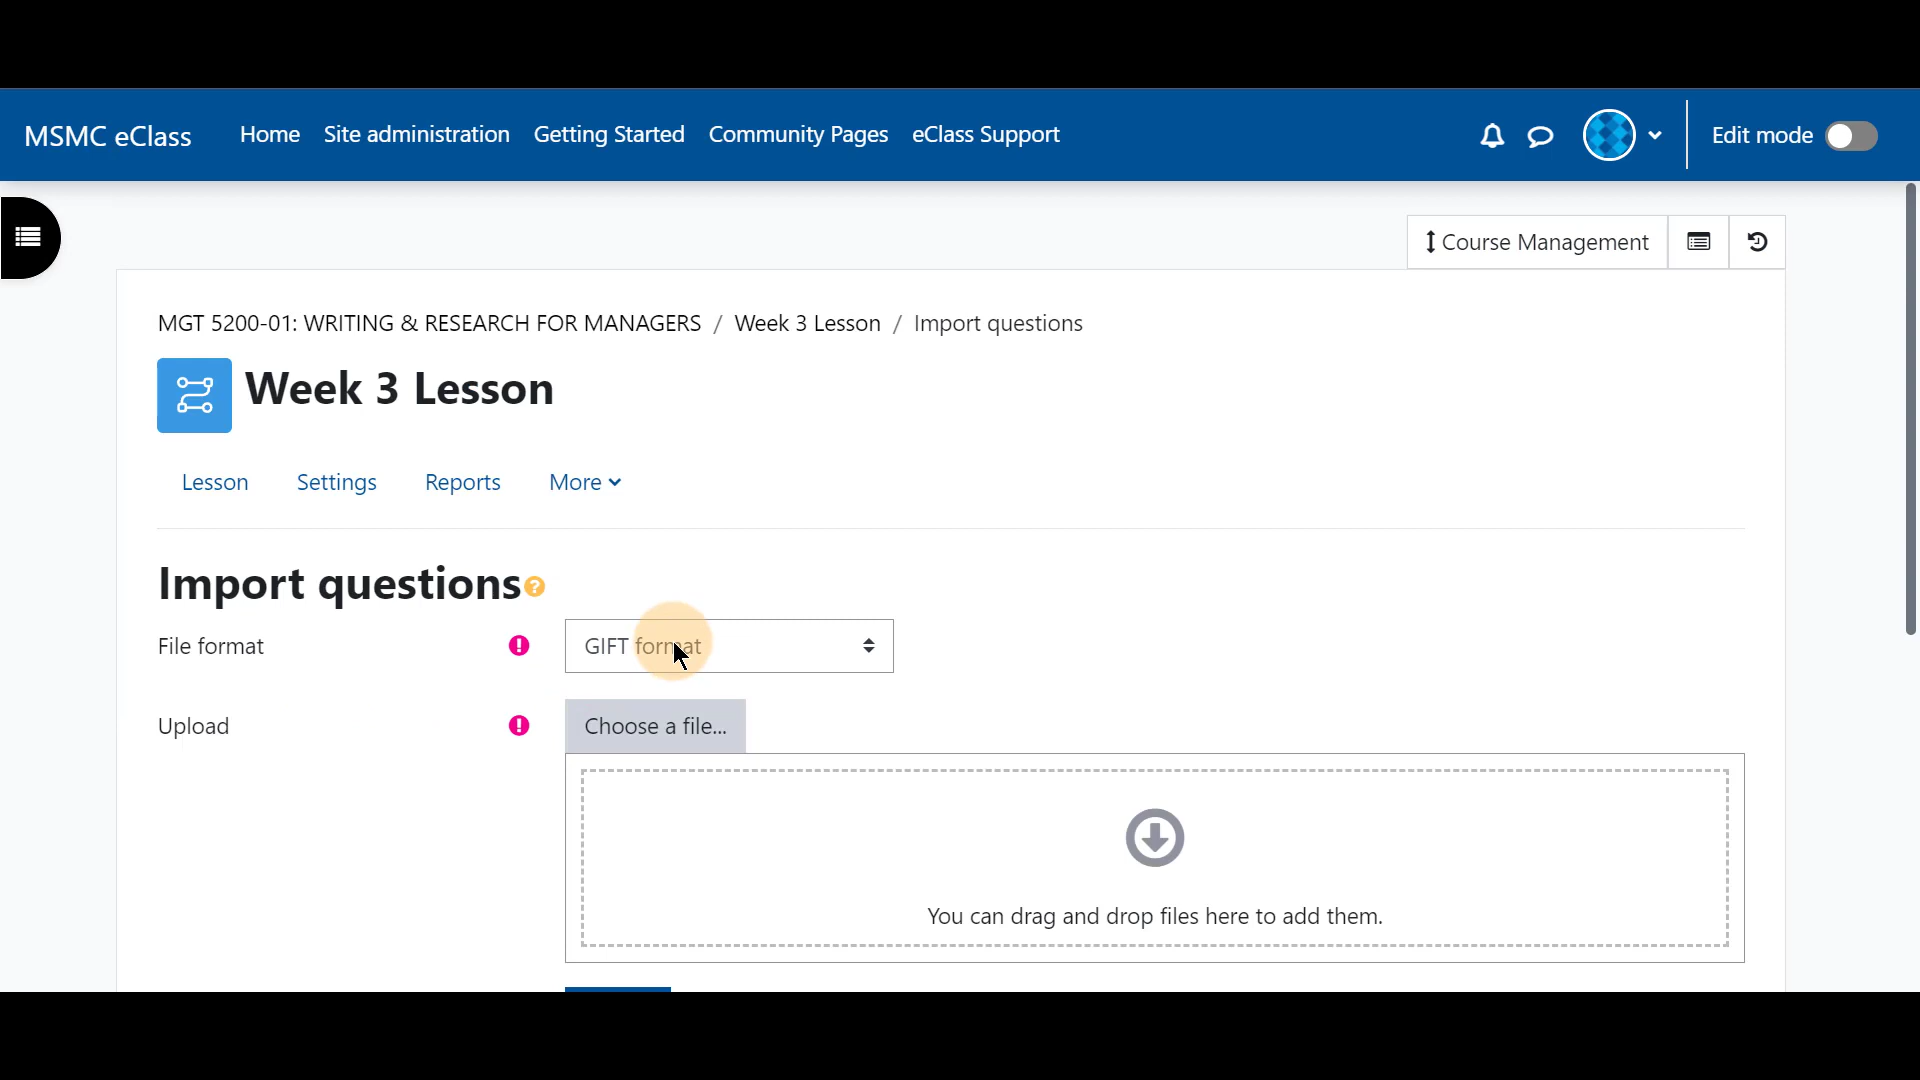 MSMC eClass Home Site administration Getting Started Community Pages eClass Support Edit mode
Course Management
MGT 5200-01: WRITING & RESEARCH FOR MANAGERS / Week 3 Lesson / Import questions
Week 3 Lesson
Lesson Settings Reports More
Import questions
File format GIFT format
Upload Choose a file...
You can drag and drop files here to add them.